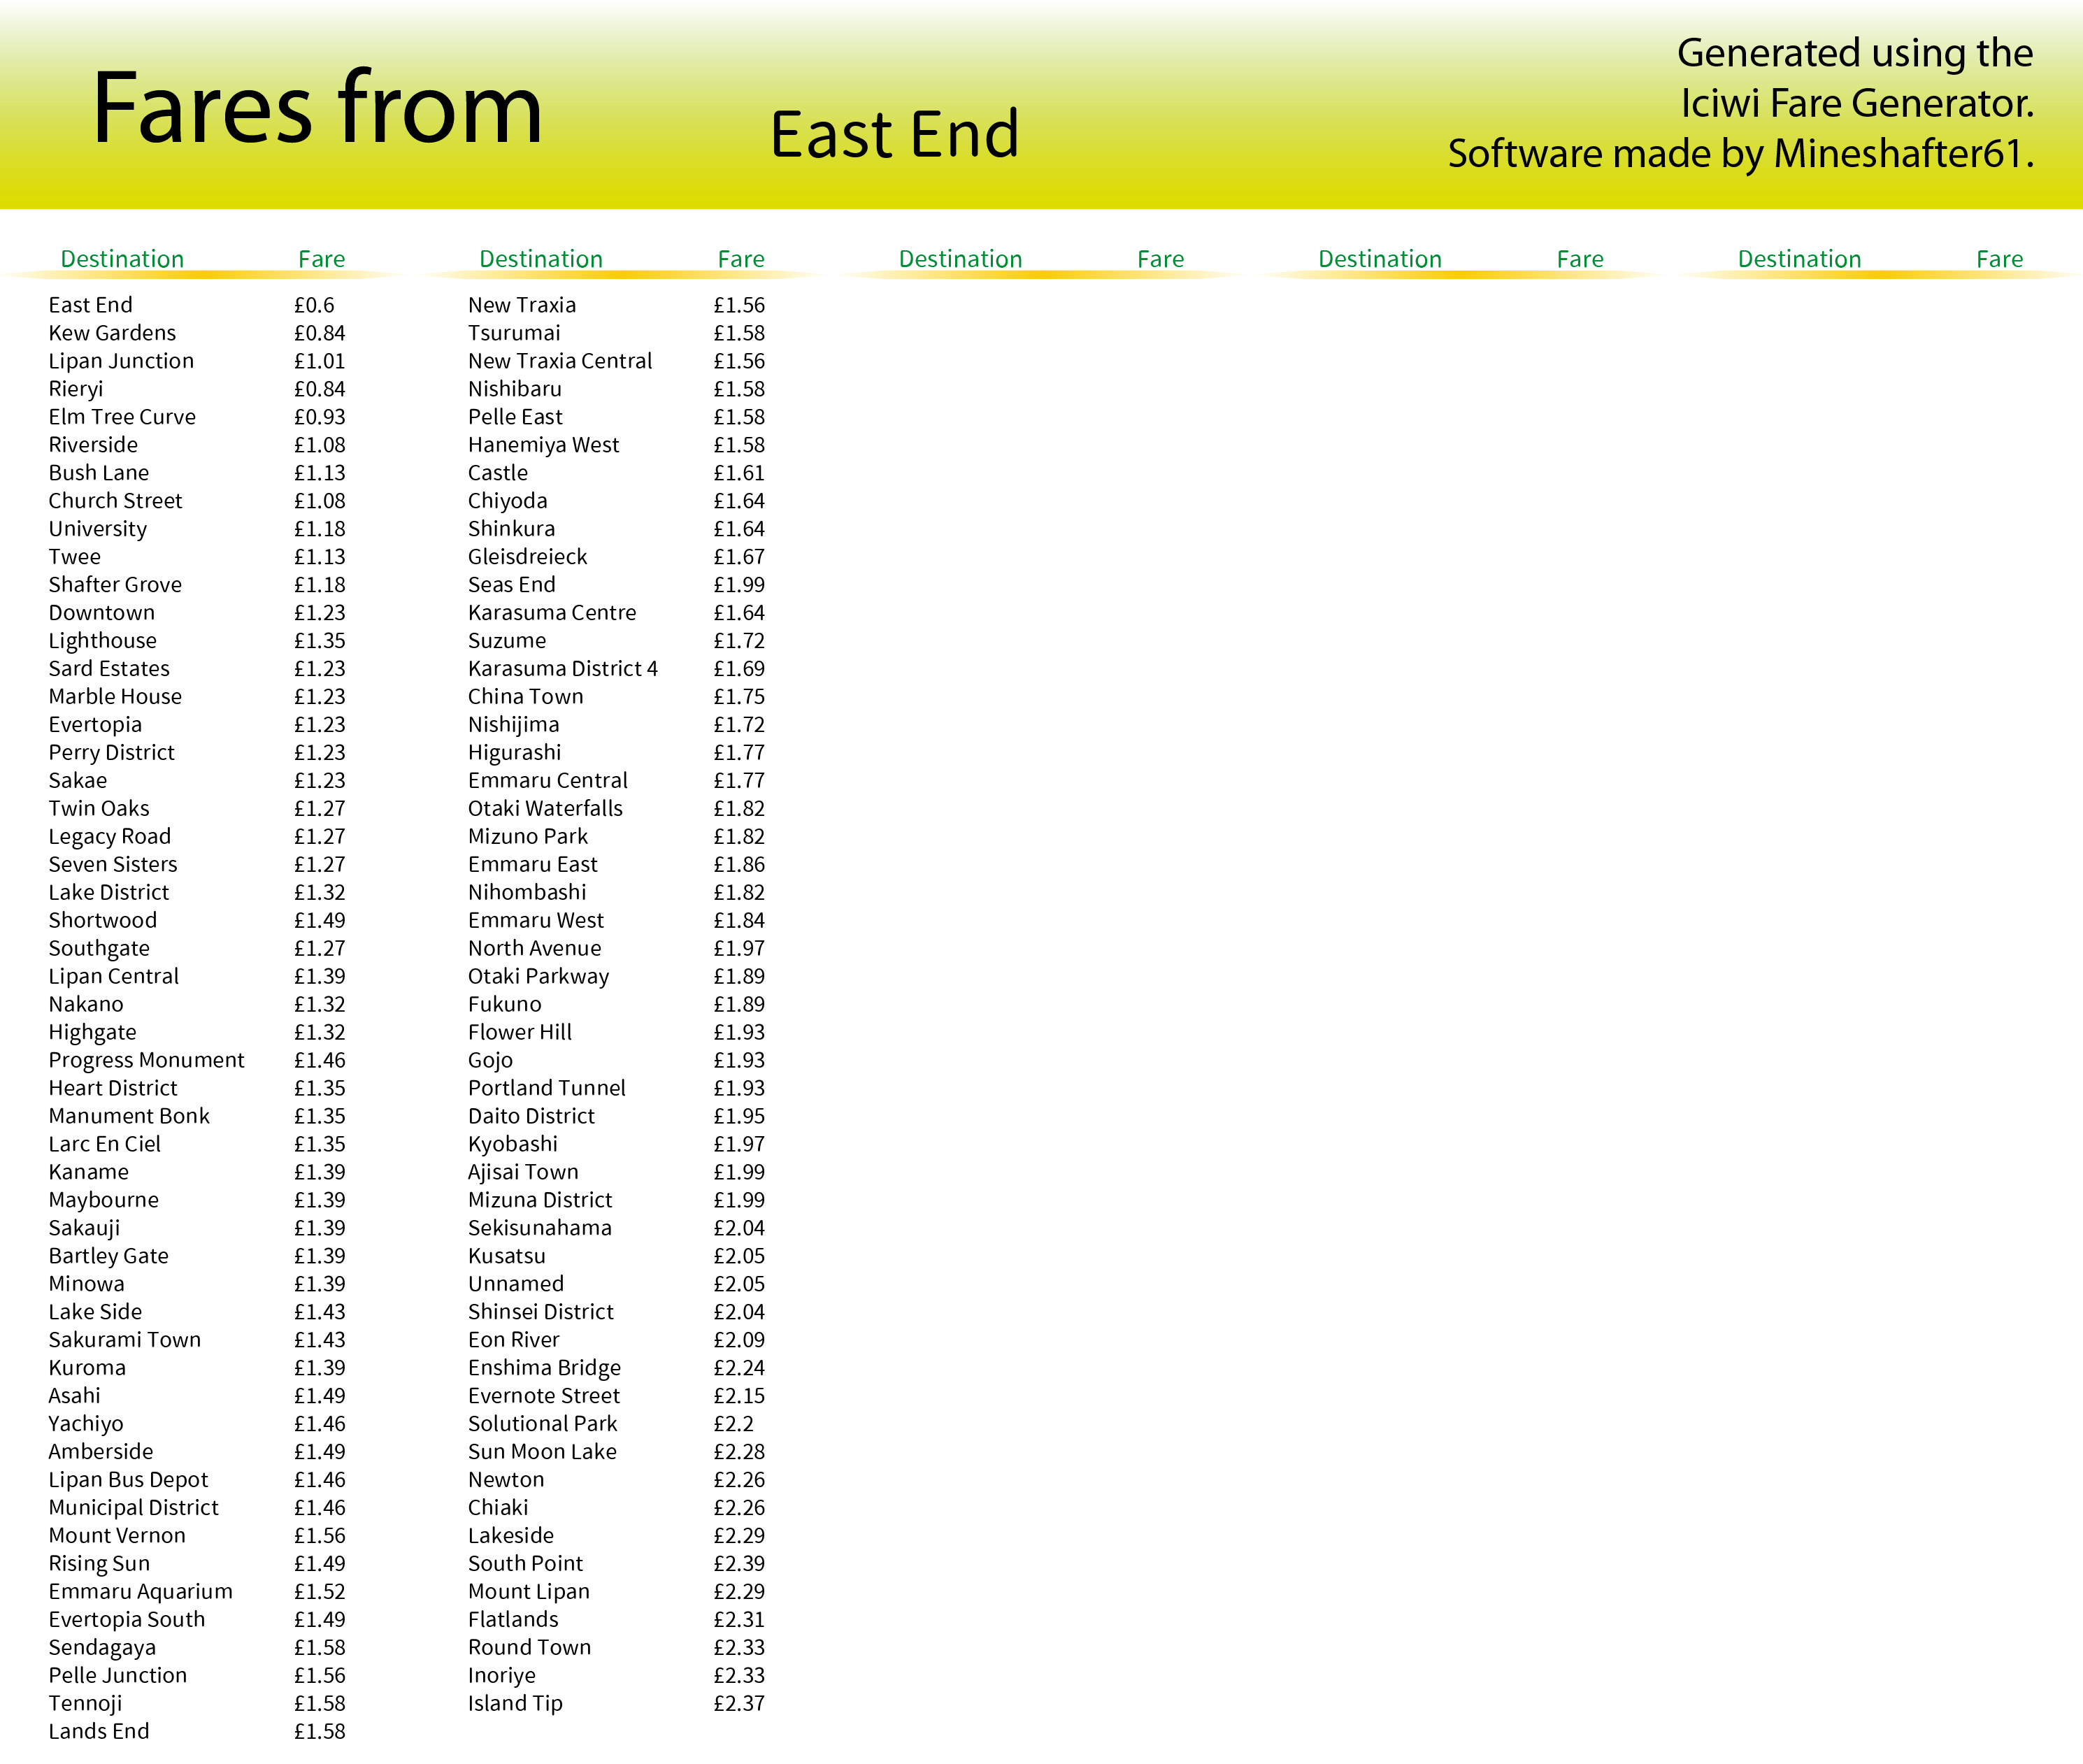 Fares from
East End
Generated using the
Iciwi Fare Generator.
Software made by Mineshafter61.
Destination Fare Destination Fare Destination Fare Destination Fare Destination Fare
East End £0.6
Kew Gardens £0.84
Lipan Junction £1.01
Rieryi £0.84
Elm Tree Curve £0.93
Riverside £1.08
Bush Lane £1.13
Church Street £1.08
University £1.18
Twee £1.13
Shafter Grove £1.18
Downtown £1.23
Lighthouse £1.35
Sard Estates £1.23
Marble House £1.23
Evertopia £1.23
Perry District £1.23
Sakae £1.23
Twin Oaks £1.27
Legacy Road £1.27
Seven Sisters £1.27
Lake District £1.32
Shortwood £1.49
Southgate £1.27
Lipan Central £1.39
Nakano £1.32
Highgate £1.32
Progress Monument £1.46
Heart District £1.35
Manument Bonk £1.35
Larc En Ciel £1.35
Kaname £1.39
Maybourne £1.39
Sakauji £1.39
Bartley Gate £1.39
Minowa £1.39
Lake Side £1.43
Sakurami Town £1.43
Kuroma £1.39
Asahi £1.49
Yachiyo £1.46
Amberside £1.49
Lipan Bus Depot £1.46
Municipal District £1.46
Mount Vernon £1.56
Rising Sun £1.49
Emmaru Aquarium £1.52
Evertopia South £1.49
Sendagaya £1.58
Pelle Junction £1.56
Tennoji £1.58
Lands End £1.58
New Traxia £1.56
Tsurumai £1.58
New Traxia Central £1.56
Nishibaru £1.58
Pelle East £1.58
Hanemiya West £1.58
Castle £1.61
Chiyoda £1.64
Shinkura £1.64
Gleisdreieck £1.67
Seas End £1.99
Karasuma Centre £1.64
Suzume £1.72
Karasuma District 4 £1.69
China Town £1.75
Nishijima £1.72
Higurashi £1.77
Emmaru Central £1.77
Otaki Waterfalls £1.82
Mizuno Park £1.82
Emmaru East £1.86
Nihombashi £1.82
Emmaru West £1.84
North Avenue £1.97
Otaki Parkway £1.89
Fukuno £1.89
Flower Hill £1.93
Gojo £1.93
Portland Tunnel £1.93
Daito District £1.95
Kyobashi £1.97
Ajisai Town £1.99
Mizuna District £1.99
Sekisunahama £2.04
Kusatsu £2.05
Unnamed £2.05
Shinsei District £2.04
Eon River £2.09
Enshima Bridge £2.24
Evernote Street £2.15
Solutional Park £2.2
Sun Moon Lake £2.28
Newton £2.26
Chiaki £2.26
Lakeside £2.29
South Point £2.39
Mount Lipan £2.29
Flatlands £2.31
Round Town £2.33
Inoriye £2.33
Island Tip £2.37